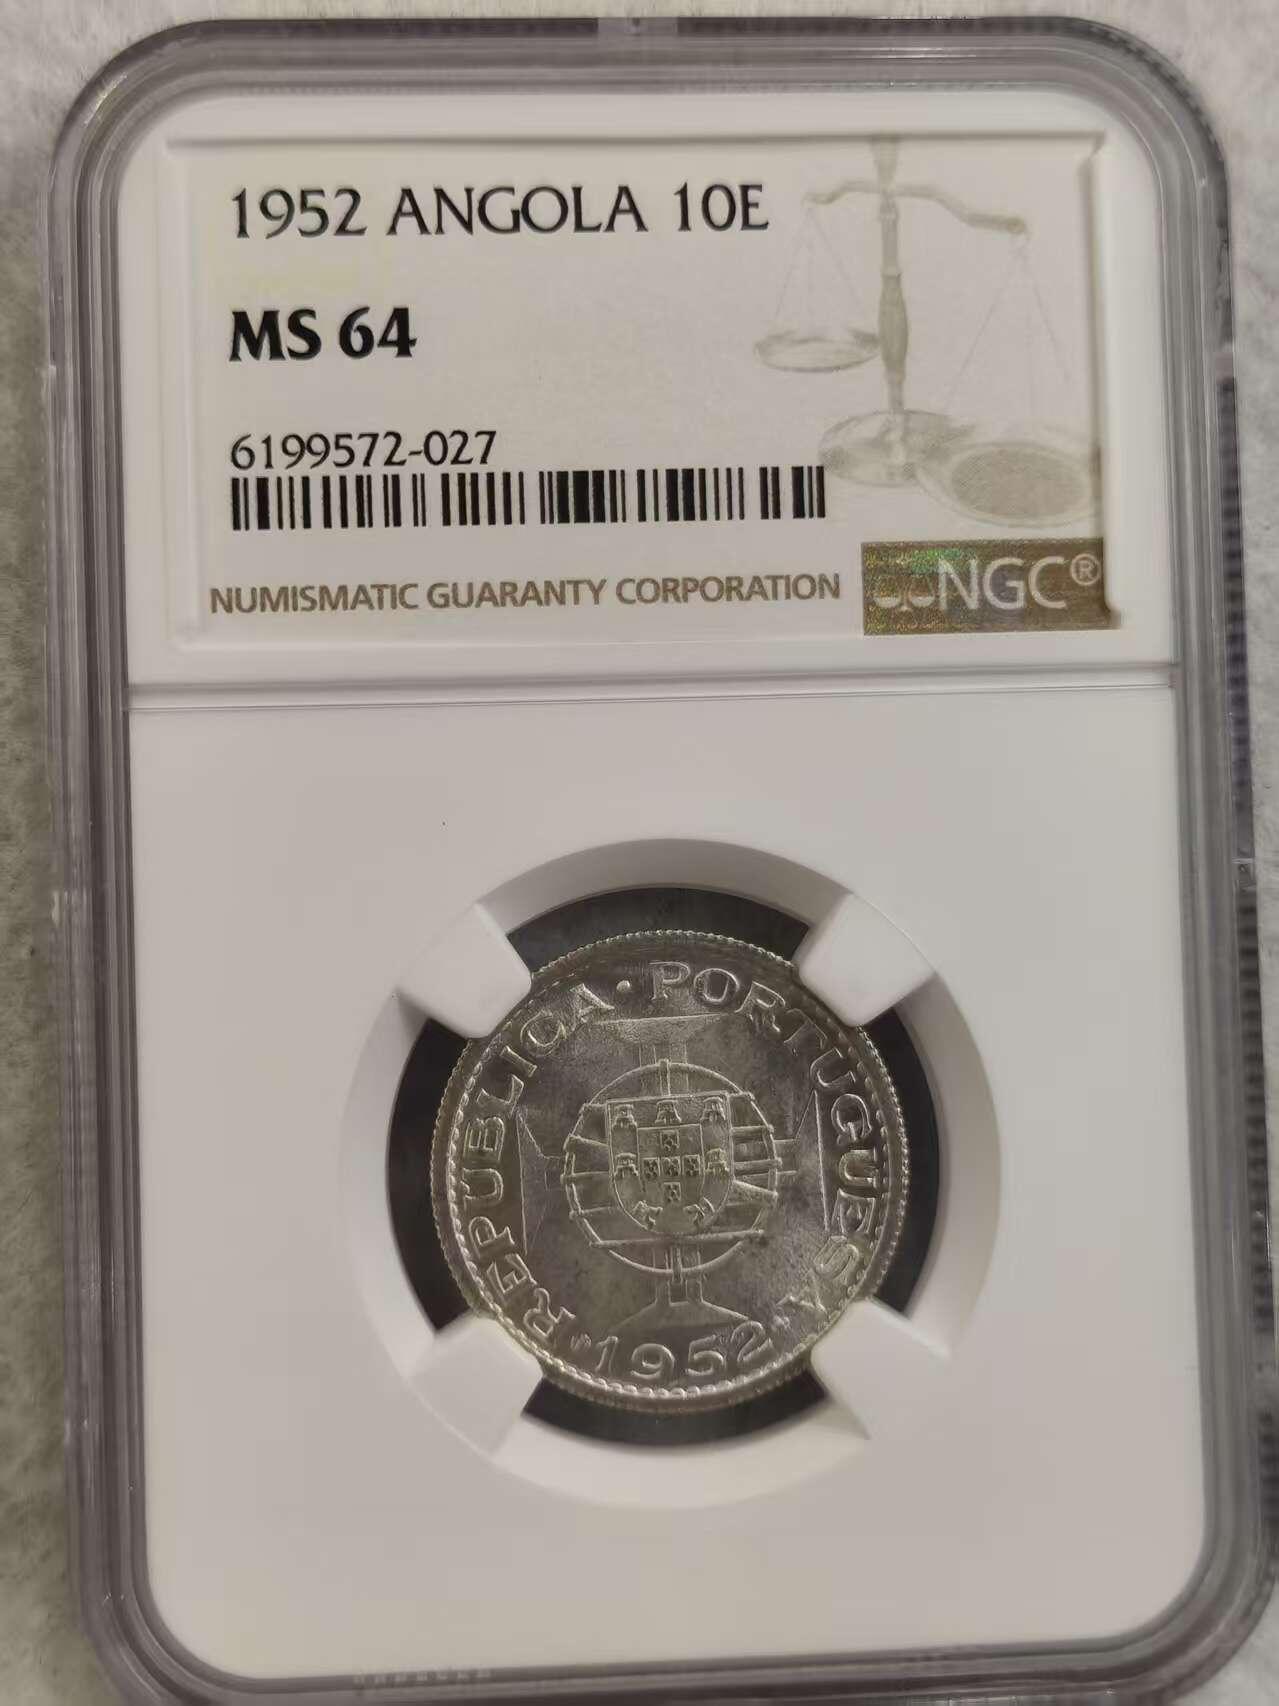 1952 ANGOLA 10E
MS 64
6199572-027
NUMISMATIC GUARANTY CORPORATION
NGC®
REPUBLICA · PORTUGUESA
1952